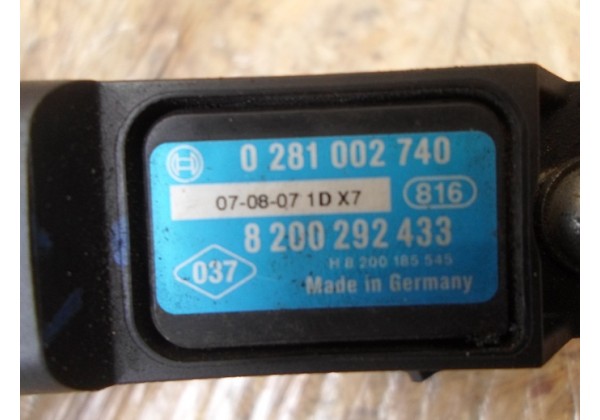 0 281 002 740
07-08-07 1D X7
816
8 200 292 433
H 8 200 185 545
037
Made in Germany